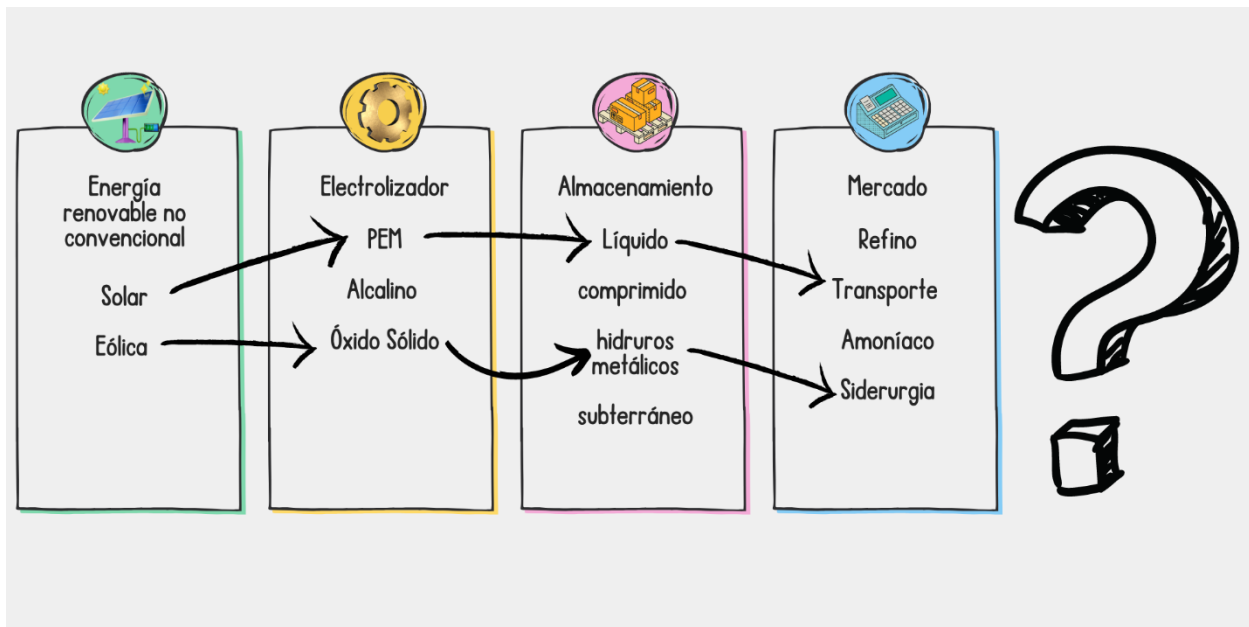 Energía
renovable no
convencional
Solar
Eólica
Electrolizador
PEM
Alcalino
Óxido Sólido
Almacenamiento
Líquido
comprimido
hidruros
metálicos
subterráneo
Mercado
Refino
Transporte
Amoníaco
Siderurgia
?